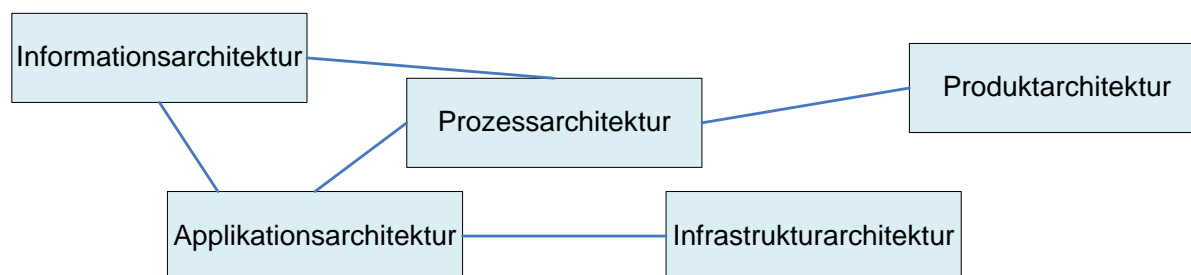 Informationsarchitektur
Produktarchitektur
Prozessarchitektur
Applikationsarchitektur
Infrastrukturarchitektur